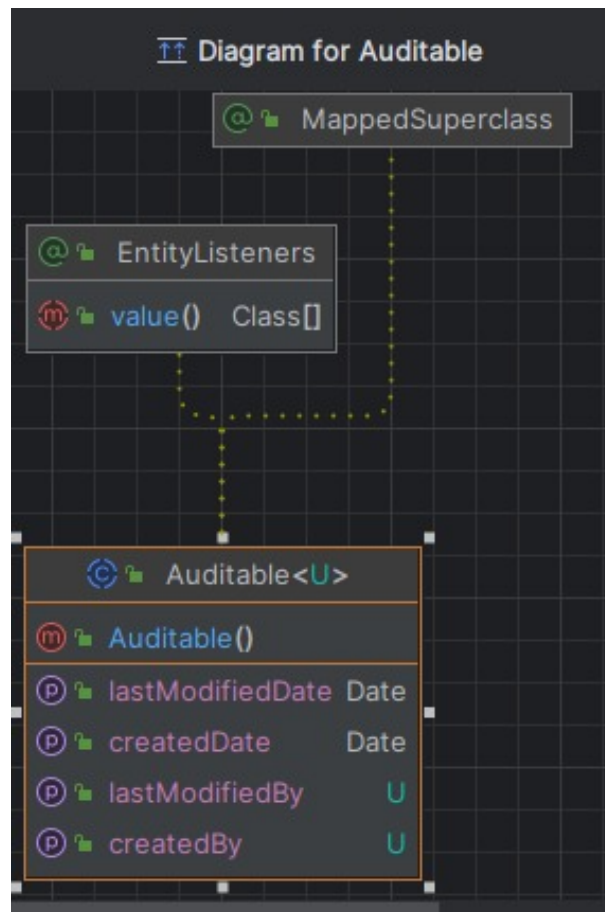 Diagram for Auditable
@ MappedSuperclass
@ EntityListeners
m value() Class[]
C Auditable<U>
m Auditable()
P lastModifiedDate Date
P createdDate Date
P lastModifiedBy U
P createdBy U